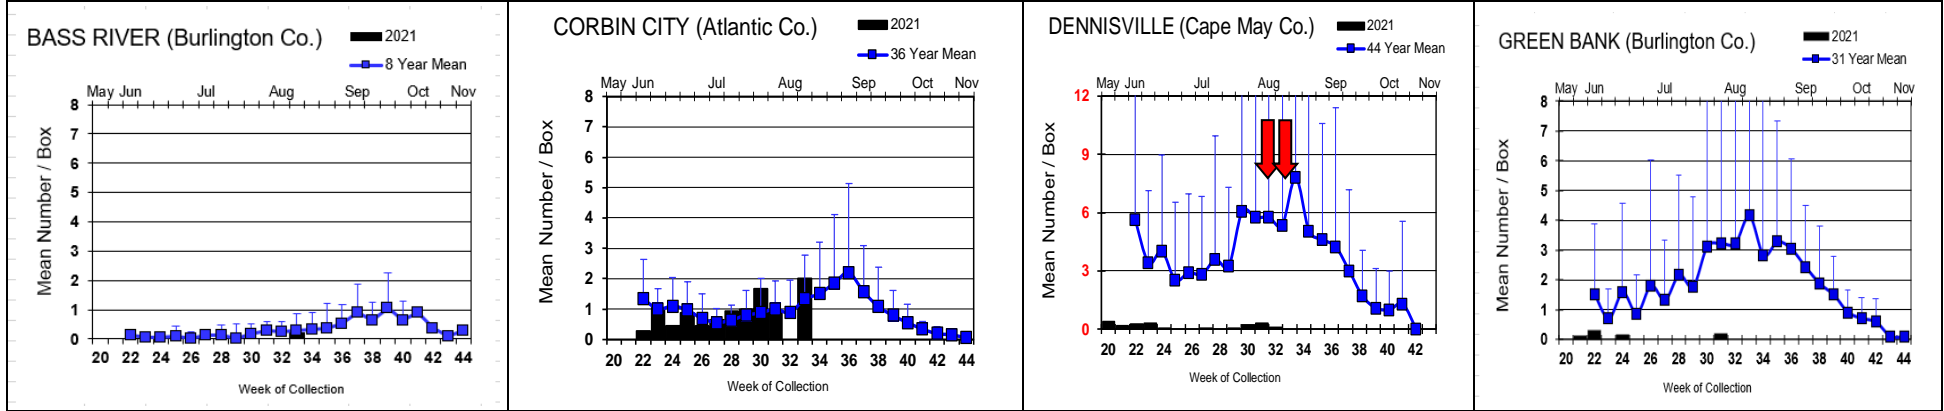 BASS RIVER (Burlington Co.)
2021
8 Year Mean
May Jun Jul Aug Sep Oct Nov
8
7
6
5
4
3
2
1
0
Mean Number / Box
20 22 24 26 28 30 32 34 36 38 40 42 44
Week of Collection
CORBIN CITY (Atlantic Co.)
2021
36 Year Mean
May Jun Jul Aug Sep Oct Nov
8
7
6
5
4
3
2
1
0
Mean Number / Box
20 22 24 26 28 30 32 34 36 38 40 42 44
Week of Collection
DENNISVILLE (Cape May Co.)
2021
44 Year Mean
May Jun Jul Aug Sep Oct Nov
12
9
6
3
0
Mean Number / Box
20 22 24 26 28 30 32 34 36 38 40 42
Week of Collection
GREEN BANK (Burlington Co.)
2021
31 Year Mean
May Jun Jul Aug Sep Oct Nov
8
7
6
5
4
3
2
1
0
Mean Number / Box
20 22 24 26 28 30 32 34 36 38 40 42 44
Week of Collection